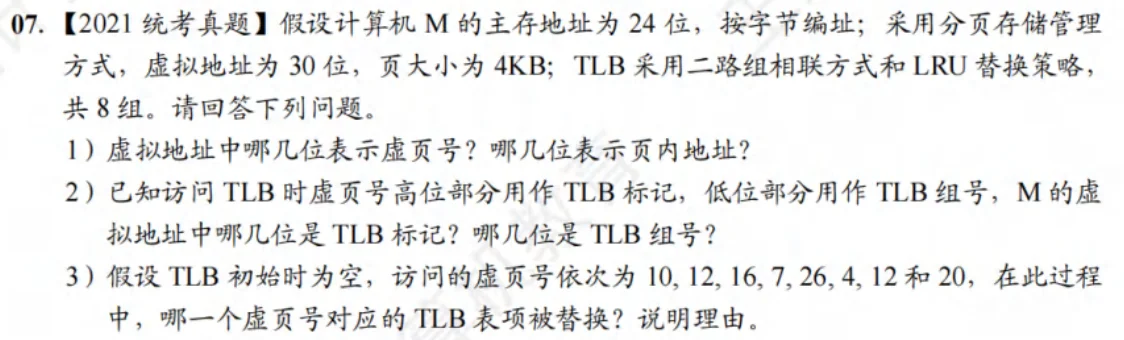 07. 【2021 统考真题】假设计算机 M 的主存地址为 24 位，按字节编址；采用分页存储管理
方式，虚拟地址为 30 位，页大小为 4KB；TLB 采用二路组相联方式和 LRU 替换策略，
共 8 组。请回答下列问题。
1）虚拟地址中哪几位表示虚页号？哪几位表示页内地址？
2）已知访问 TLB 时虚页号高位部分用作 TLB 标记，低位部分用作 TLB 组号，M 的虚
拟地址中哪几位是 TLB 标记？哪几位是 TLB 组号？
3）假设 TLB 初始时为空，访问的虚页号依次为 10, 12, 16, 7, 26, 4, 12 和 20，在此过程
中，哪一个虚页号对应的 TLB 表项被替换？说明理由。